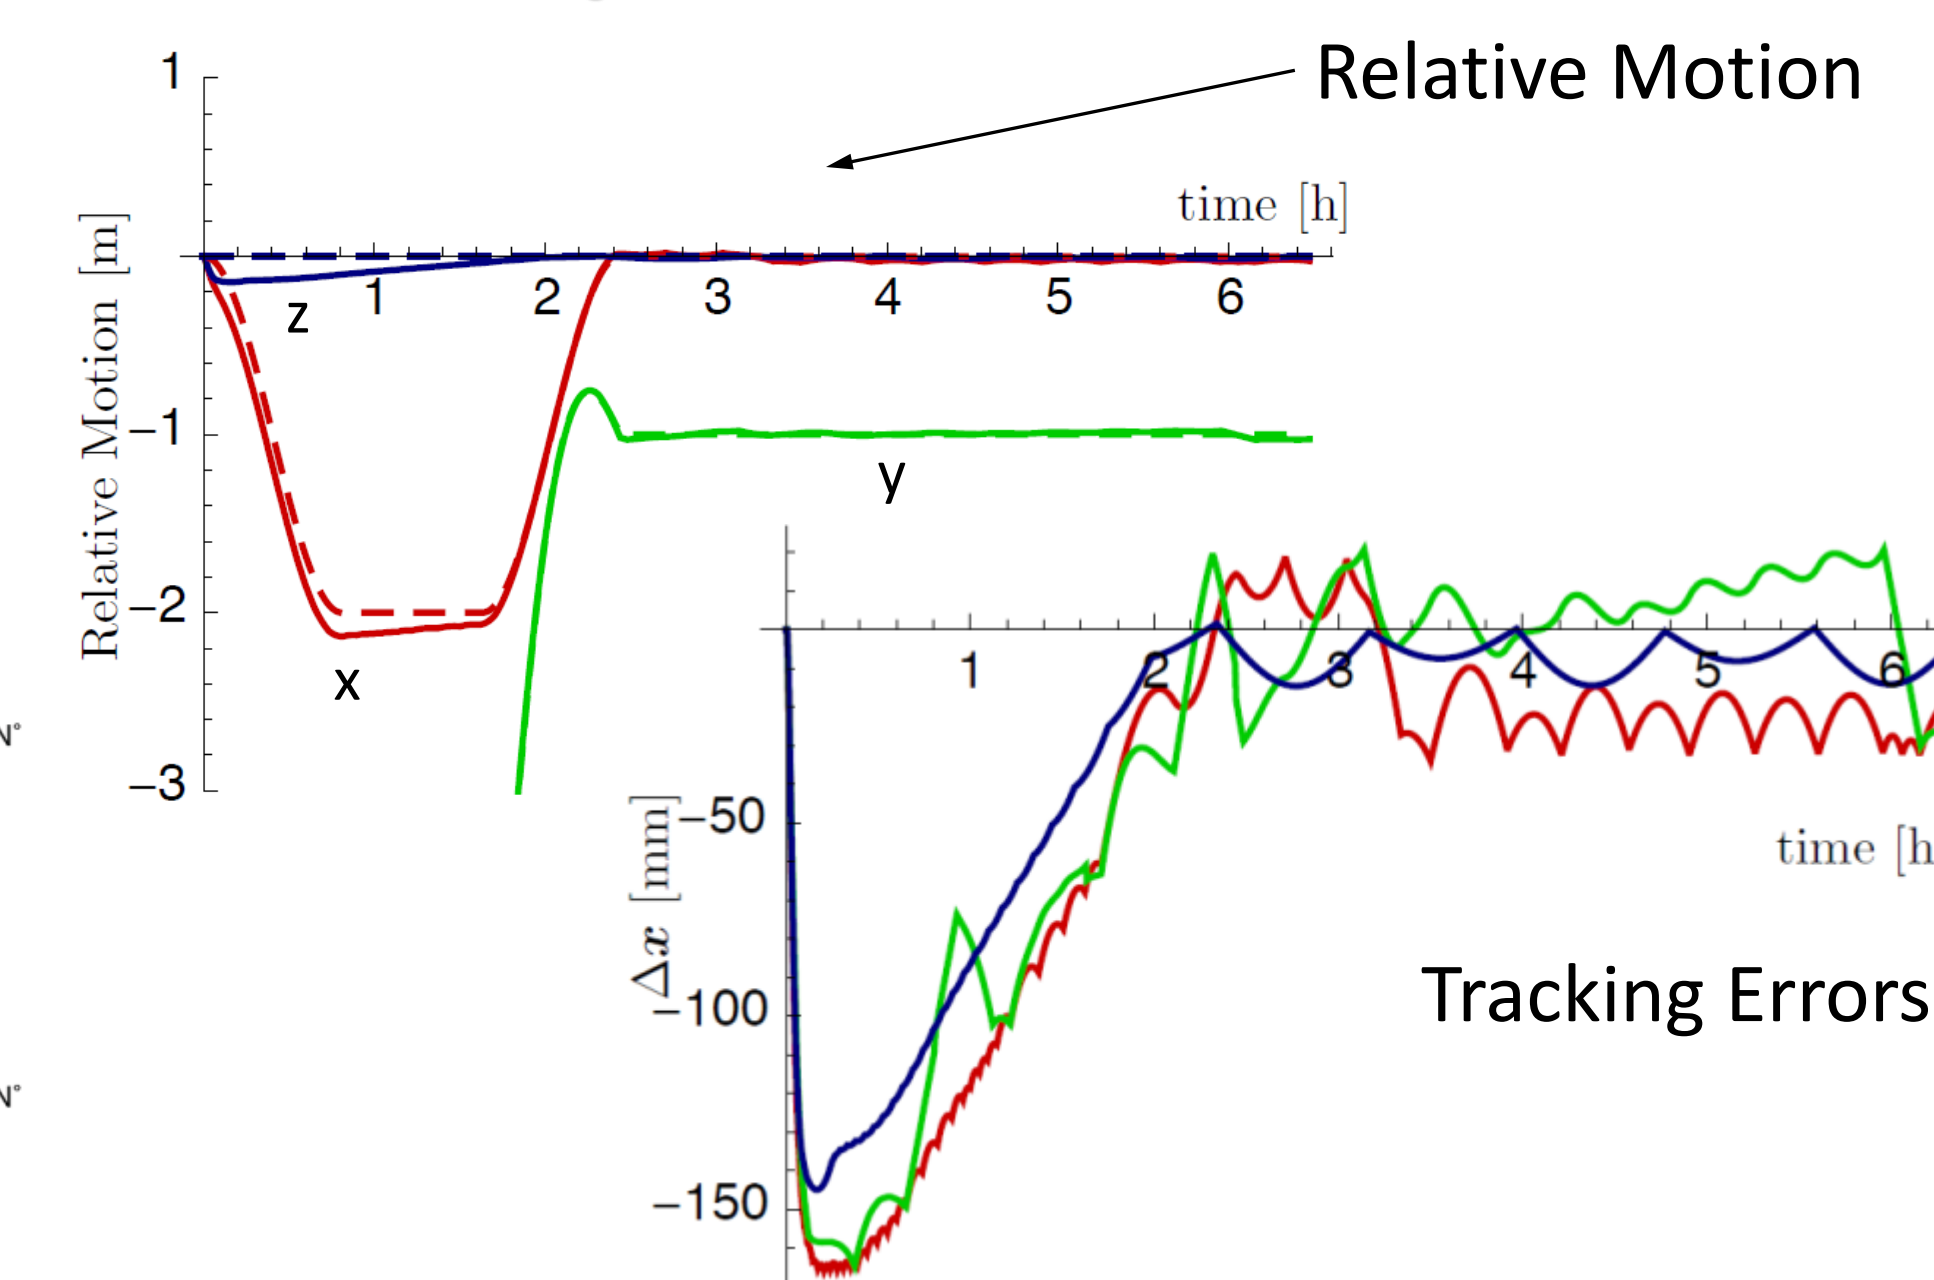 Relative Motion
1
time [h]
Relative Motion [m]
1
2
3
4
5
6
z
−1
y
−2
x
−3
N°
1
2
3
4
5
6
−50
time [h
Δx [mm]
−100
Tracking Errors
N°
−150